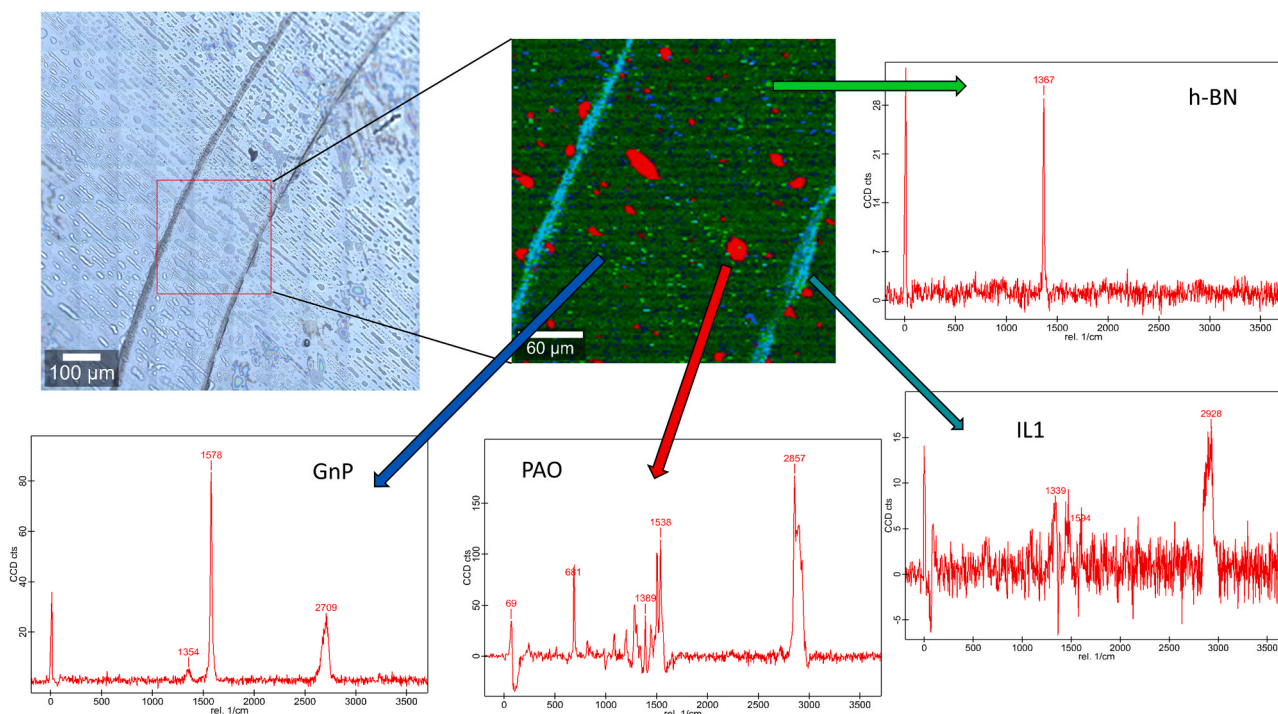 100 µm
60 µm
h-BN
1367
CCD cts
28
21
14
7
0
0 500 1000 1500 2000 2500 3000 3500
rel. 1/cm
GnP
1578
1354
2709
CCD cts
80
60
40
20
0 500 1000 1500 2000 2500 3000 3500
rel. 1/cm
PAO
2857
1538
681
1389
69
CCD cts
150
100
50
0
0 500 1000 1500 2000 2500 3000 3500
rel. 1/cm
IL1
2928
1339
1594
CCD cts
15
10
5
0
-5
0 500 1000 1500 2000 2500 3000 3500
rel. 1/cm